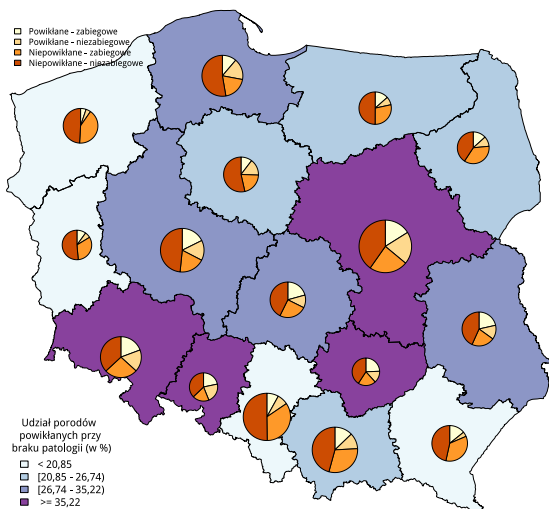 Powikłane - zabiegowe
Powikłane - niezabiegowe
Niepowikłane - zabiegowe
Niepowikłane - niezabiegowe
Udział porodów
powikłanych przy
braku patologii (w %)
< 20,85
[20,85 - 26,74)
[26,74 - 35,22)
>= 35,22